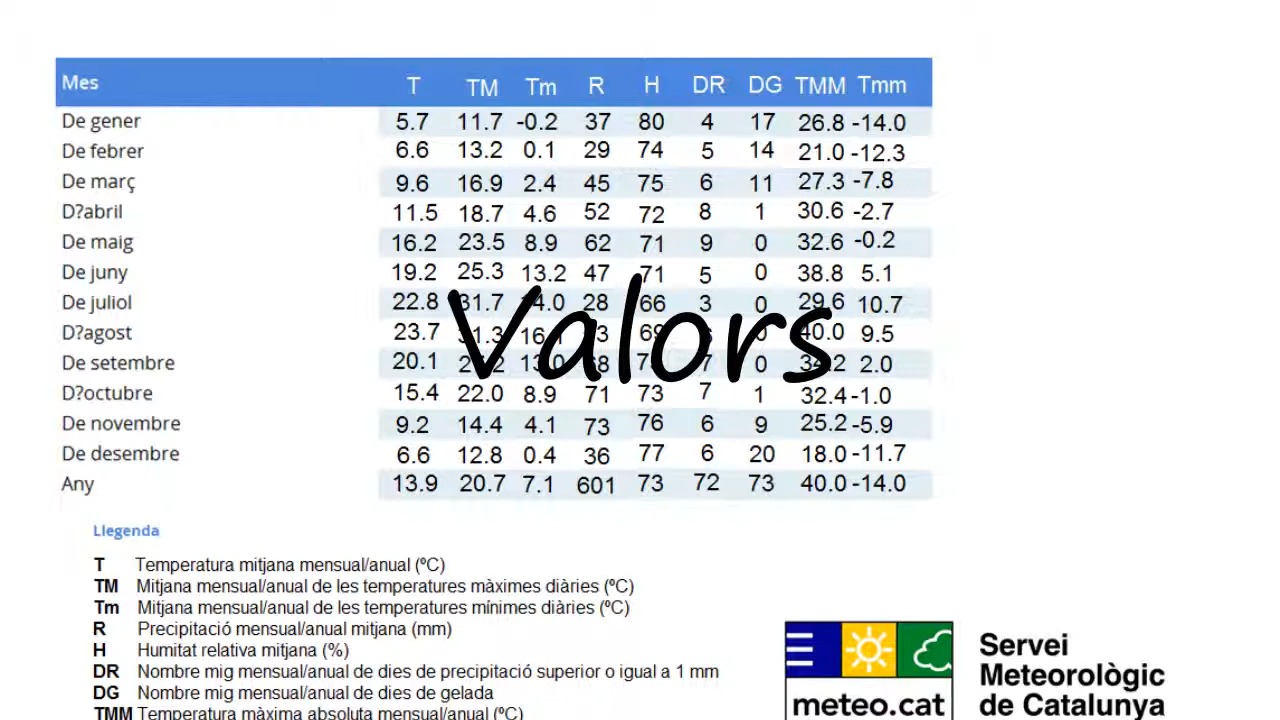 Mes T TM Tm R H DR DG TMM Tmm
De gener 5.7 11.7 -0.2 37 80 4 17 26.8 -14.0
De febrer 6.6 13.2 0.1 29 74 5 14 21.0 -12.3
De març 9.6 16.9 2.4 45 75 6 11 27.3 -7.8
D?abril 11.5 18.7 4.6 52 72 8 1 30.6 -2.7
De maig 16.2 23.5 8.9 62 71 9 0 32.6 -0.2
De juny 19.2 25.3 13.2 47 71 5 0 38.8 5.1
De juliol 22.8 31.7 28 66 3 0 29.6 10.7
Valors
D?agost 23.7 40.0 9.5
De setembre 20.1 7 0 34.2 2.0
D?octubre 15.4 22.0 8.9 71 73 7 1 32.4 -1.0
De novembre 9.2 14.4 4.1 73 76 6 9 25.2 -5.9
De desembre 6.6 12.8 0.4 36 77 6 20 18.0 -11.7
Any 13.9 20.7 7.1 601 73 72 73 40.0 -14.0
Llegenda
T Temperatura mitjana mensual/anual (ºC)
TM Mitjana mensual/anual de les temperatures màximes diàries (ºC)
Tm Mitjana mensual/anual de les temperatures mínimes diàries (ºC)
R Precipitació mensual/anual mitjana (mm)
H Humitat relativa mitjana (%)
DR Nombre mig mensual/anual de dies de precipitació superior o igual a 1 mm
DG Nombre mig mensual/anual de dies de gelada
TMM Temperatura màxima absoluta mensual/anual (ºC)
meteo.cat
Servei
Meteorològic
de Catalunya